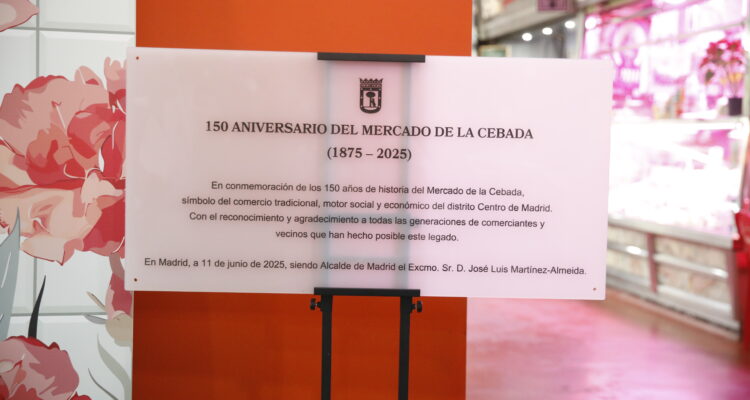 150 ANIVERSARIO DEL MERCADO DE LA CEBADA
(1875 – 2025)
En conmemoración de los 150 años de historia del Mercado de la Cebada,
símbolo del comercio tradicional, motor social y económico del distrito Centro de Madrid.
Con el reconocimiento y agradecimiento a todas las generaciones de comerciantes y
vecinos que han hecho posible este legado.
En Madrid, a 11 de junio de 2025, siendo Alcalde de Madrid el Excmo. Sr. D. José Luis Martínez-Almeida.